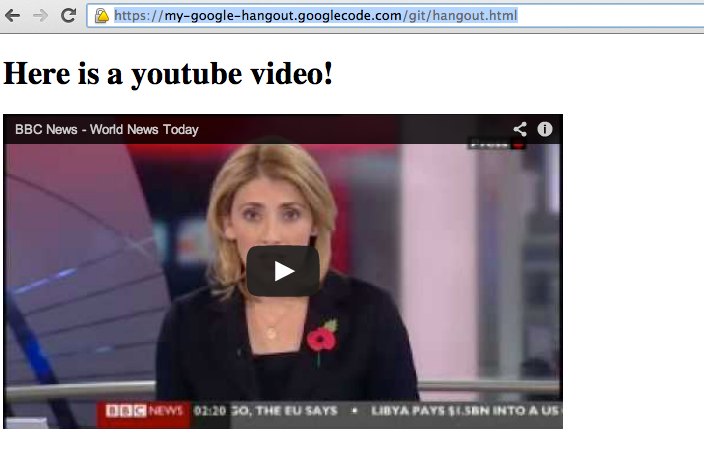 https://my-google-hangout.googlecode.com/git/hangout.html
Here is a youtube video!
BBC News - World News Today
BBC NEWS 02:20 GO, THE EU SAYS • LIBYA PAYS $1.5BN INTO A US